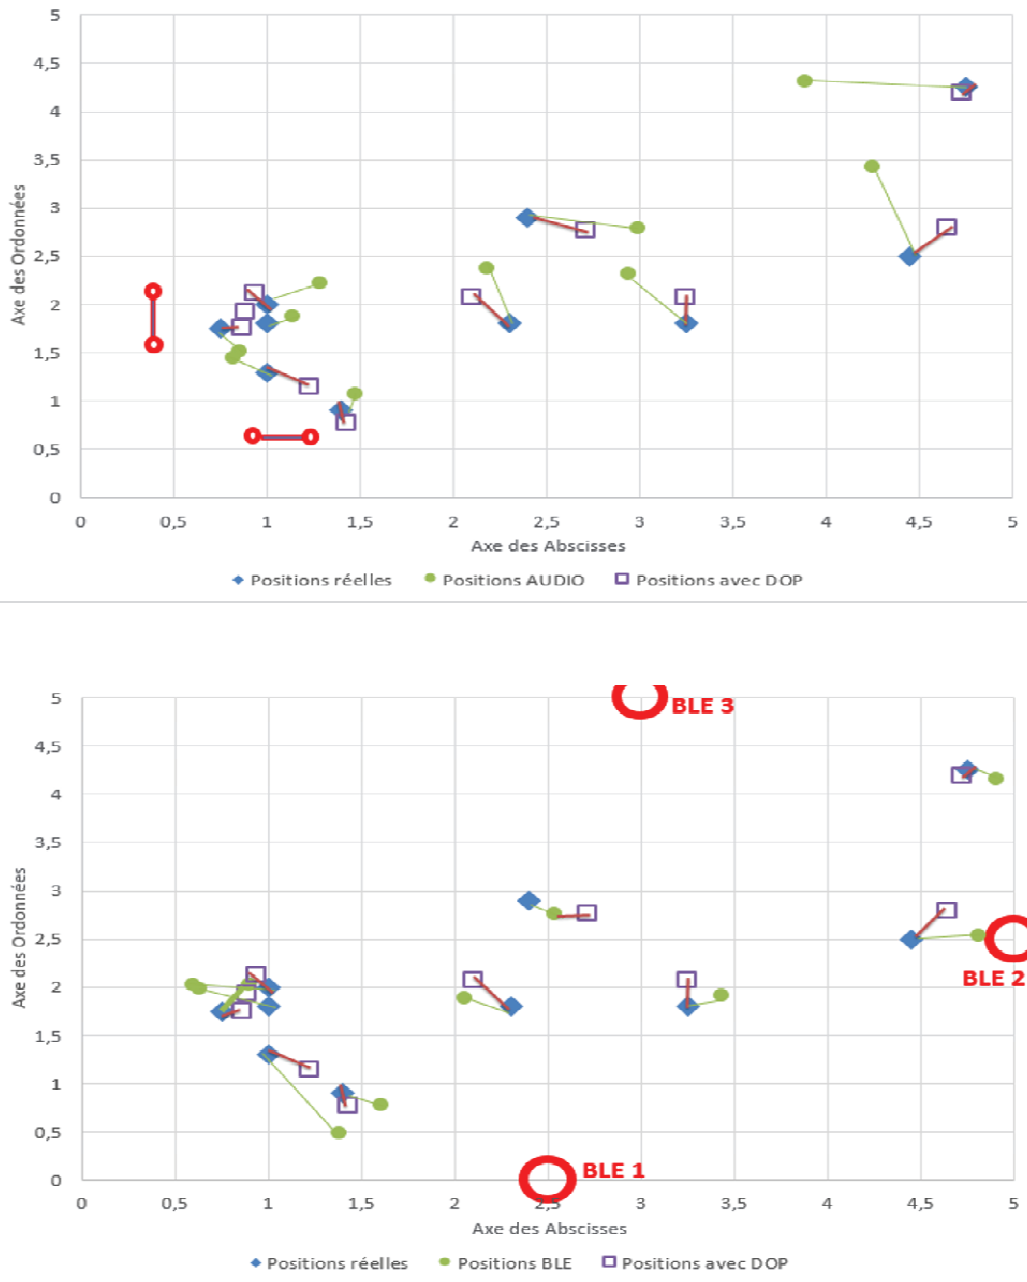 5
4,5
4
3,5
3
2,5
2
1,5
1
0,5
0
Axe des Ordonnées
0 0,5 1 1,5 2 2,5 3 3,5 4 4,5 5
Axe des Abscisses
Positions réelles Positions AUDIO Positions avec DOP
BLE 3
5
4,5
4
3,5
3
2,5
2
1,5
1
0,5
0
Axe des Ordonnées
BLE 2
BLE 1
0 0,5 1 1,5 2 2,5 3 3,5 4 4,5 5
Axe des Abscisses
Positions réelles Positions BLE Positions avec DOP